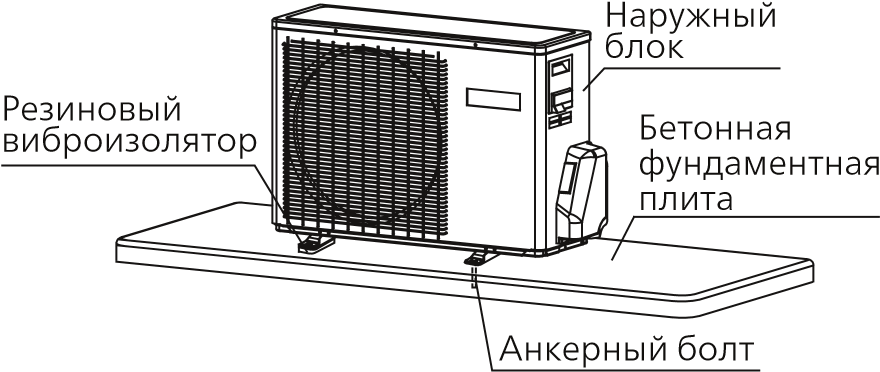 Наружный
блок
Резиновый
виброизолятор
Бетонная
фундаментная
плита
Анкерный болт